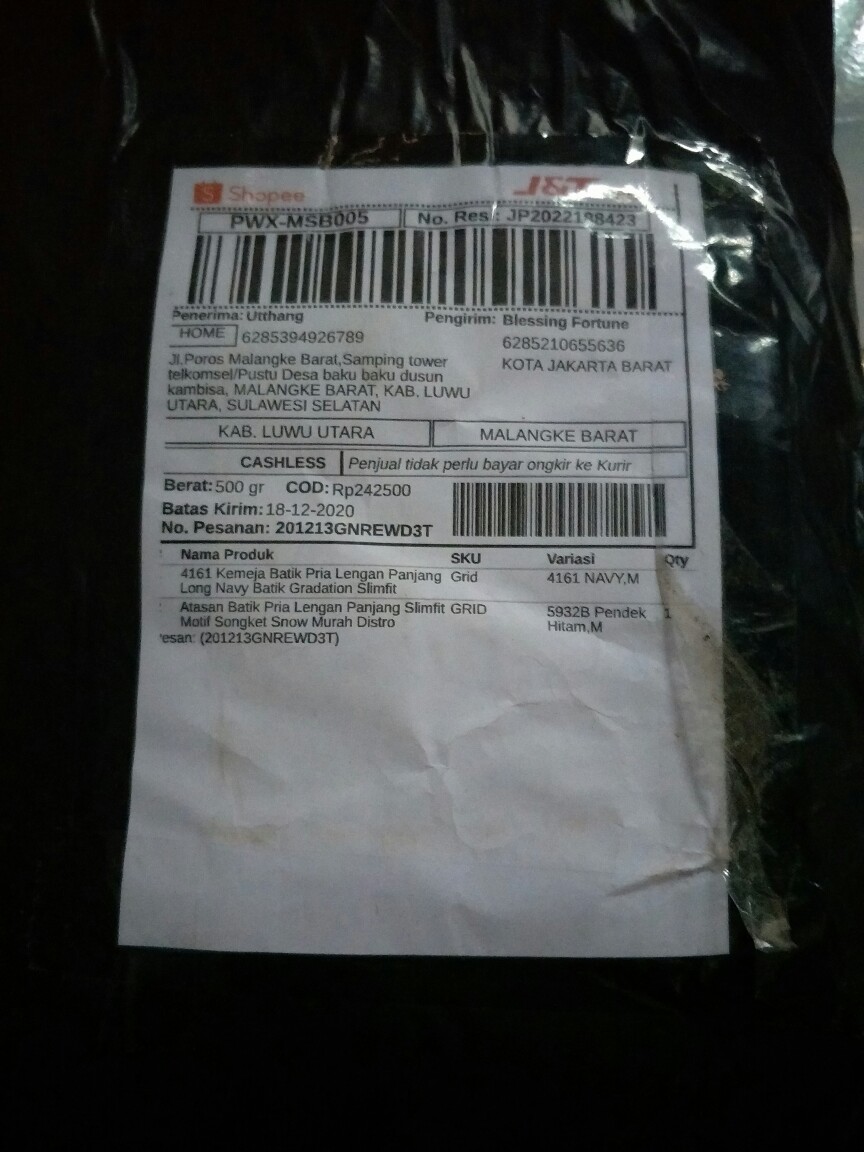 Shopee J&T
PWX-MSB005 No. Res : JP2022198423
Penerima: Utthang Pengirim: Blessing Fortune
HOME 6285394926789 6285210655636
Jl,Poros Malangke Barat,Samping tower KOTA JAKARTA BARAT
telkomsel/Pustu Desa baku baku dusun
kambisa, MALANGKE BARAT, KAB. LUWU
UTARA, SULAWESI SELATAN
KAB. LUWU UTARA MALANGKE BARAT
CASHLESS Penjual tidak perlu bayar ongkir ke Kurir
Berat: 500 gr COD: Rp242500
Batas Kirim: 18-12-2020
No. Pesanan: 201213GNREWD3T
Nama Produk SKU Variasi Qty
4161 Kemeja Batik Pria Lengan Panjang Grid 4161 NAVY,M
Long Navy Batik Gradation Slimfit
Atasan Batik Pria Lengan Panjang Slimfit GRID 5932B Pendek 1
Motif Songket Snow Murah Distro Hitam,M
esan: (201213GNREWD3T)